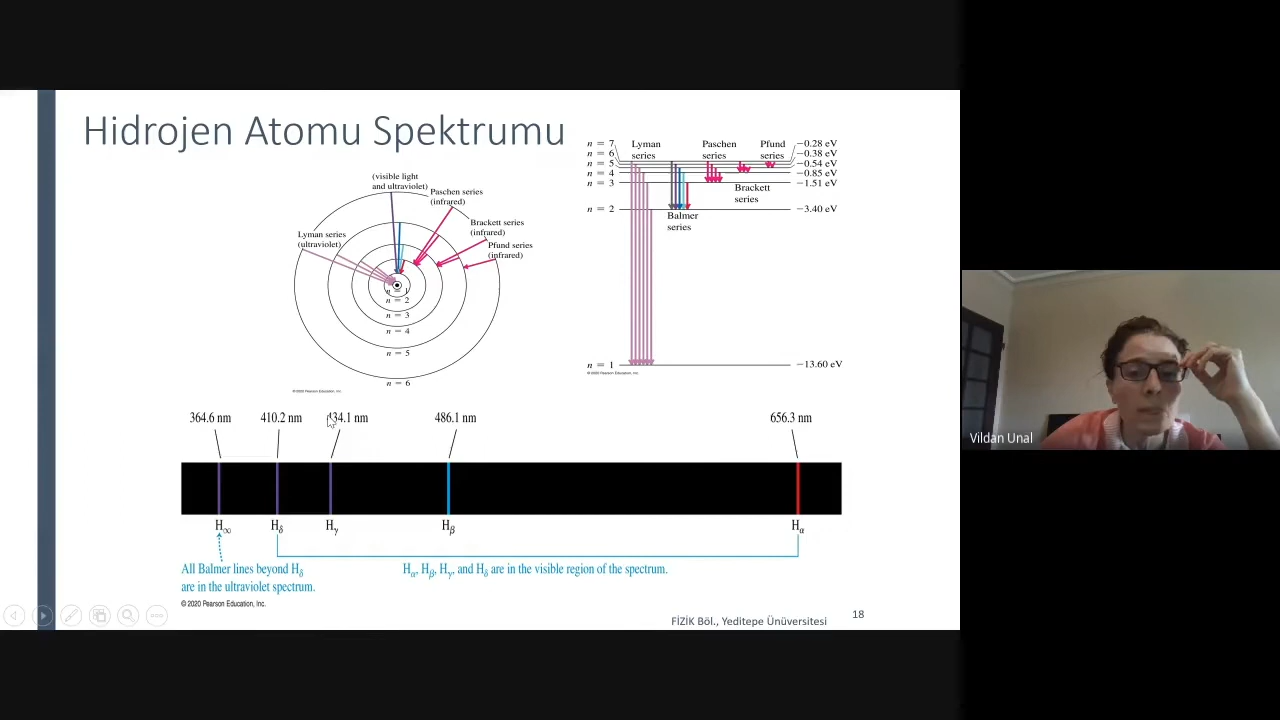 Hidrojen Atomu Spektrumu
(visible light
and ultraviolet)
Paschen series
(infrared)
Brackett series
(infrared)
Pfund series
(infrared)
Lyman series
(ultraviolet)
n = 1
n = 2
n = 3
n = 4
n = 5
n = 6
© 2020 Pearson Education, Inc.
n = 7
n = 6
n = 5
n = 4
n = 3
n = 2
n = 1
Lyman
series
Paschen
series
Pfund
series
Brackett
series
Balmer
series
−0.28 eV
−0.38 eV
−0.54 eV
−0.85 eV
−1.51 eV
−3.40 eV
−13.60 eV
© 2020 Pearson Education, Inc.
364.6 nm 410.2 nm 434.1 nm 486.1 nm 656.3 nm
H∞ Hδ Hγ Hβ Hα
All Balmer lines beyond Hδ
are in the ultraviolet spectrum.
Hα, Hβ, Hγ, and Hδ are in the visible region of the spectrum.
© 2020 Pearson Education, Inc.
FİZİK Böl., Yeditepe Ünüversitesi
18
Vildan Unal